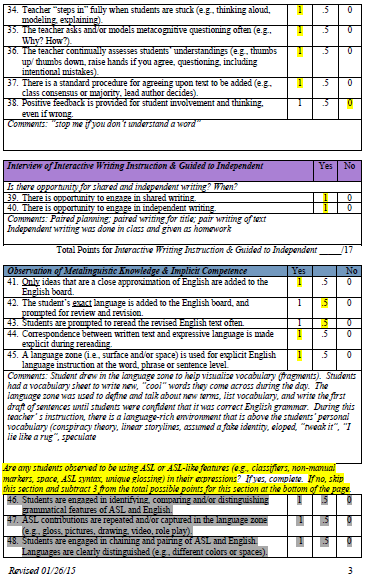 34. Teacher "steps in" fully when students are stuck (e.g., thinking aloud, 1 .5 0
modeling, explaining).
35. The teacher asks and/or models metacognitive question often (e.g., 1 .5 0
Why? How?).
36. The teacher continually assesses students' understandings (e.g., thumbs 1 .5 0
up/ thumbs down, raise hands if you agree, questioning, including
intentional mistakes).
37. There is a standard procedure for agreeing upon text to be added (e.g., 1 .5 0
class consensus or majority, lead author decides).
38. Positive feedback is provided for student involvement and thinking, 1 .5 0
even if wrong.
Comments: "stop me if you don't understand a word"
Interview of Interactive Writing Instruction & Guided to Independent Yes No
Is there opportunity for shared and independent writing? When?
39. There is opportunity to engage in shared writing. 1 0
40. There is opportunity to engage in independent writing. 1 0
Comments: Paired planning; paired writing for title; pair writing of text
Independent writing was done in class and given as homework
Total Points for Interactive Writing Instruction & Guided to Independent ____/17
Observation of Metalinguistic Knowledge & Implicit Competence Yes No
41. Only ideas that are a close approximation of English are added to the 1 .5 0
English board.
42. The student's exact language is added to the English board, and 1 .5 0
prompted for review and revision.
43. Students are prompted to reread the revised English text often. 1 .5 0
44. Correspondence between written text and expressive language is made 1 .5 0
explicit during rereading.
45. A language zone (i.e., surface and/or space) is used for explicit English 1 .5 0
language instruction at the word, phrase or sentence level.
Comments: Student drew in the language zone to help visualise vocabulary (fragments). Students
had a vocabulary sheet to write new, "cool" words they come across during the day. The
language zone was used to define and talk about new terms, list vocabulary, and write the first
draft of sentences until students were confident that it was correct English grammar. During this
teacher's instruction, there is a language-rich environment that is above the students' personal
vocabulary (conspiracy theory, linear storylines, assumed a fake identity, eloped, "tweak it", "I
lie like a rug", speculate
Are any students observed to be using ASL or ASL-like features (e.g., classifiers, non-manual
markers, space, ASL syntax, unique glossing) in their expressions? If yes, complete. If no, skip
this section and subtract 3 from the total possible points for this section at the bottom of the page.
46. Students are engaged in identifying, comparing and/or distinguishing 1 .5 0
grammatical features of ASL and English.
47. ASL contributions are repeated and/or captured in the language zone 1 .5 0
(e.g., gloss, pictures, drawing, video, role play).
48. Students are engaged in chaining and pairing of ASL and English. 1 .5 0
Languages are clearly distinguished (e.g., different colors or spaces).
Revised 01/26/15 3